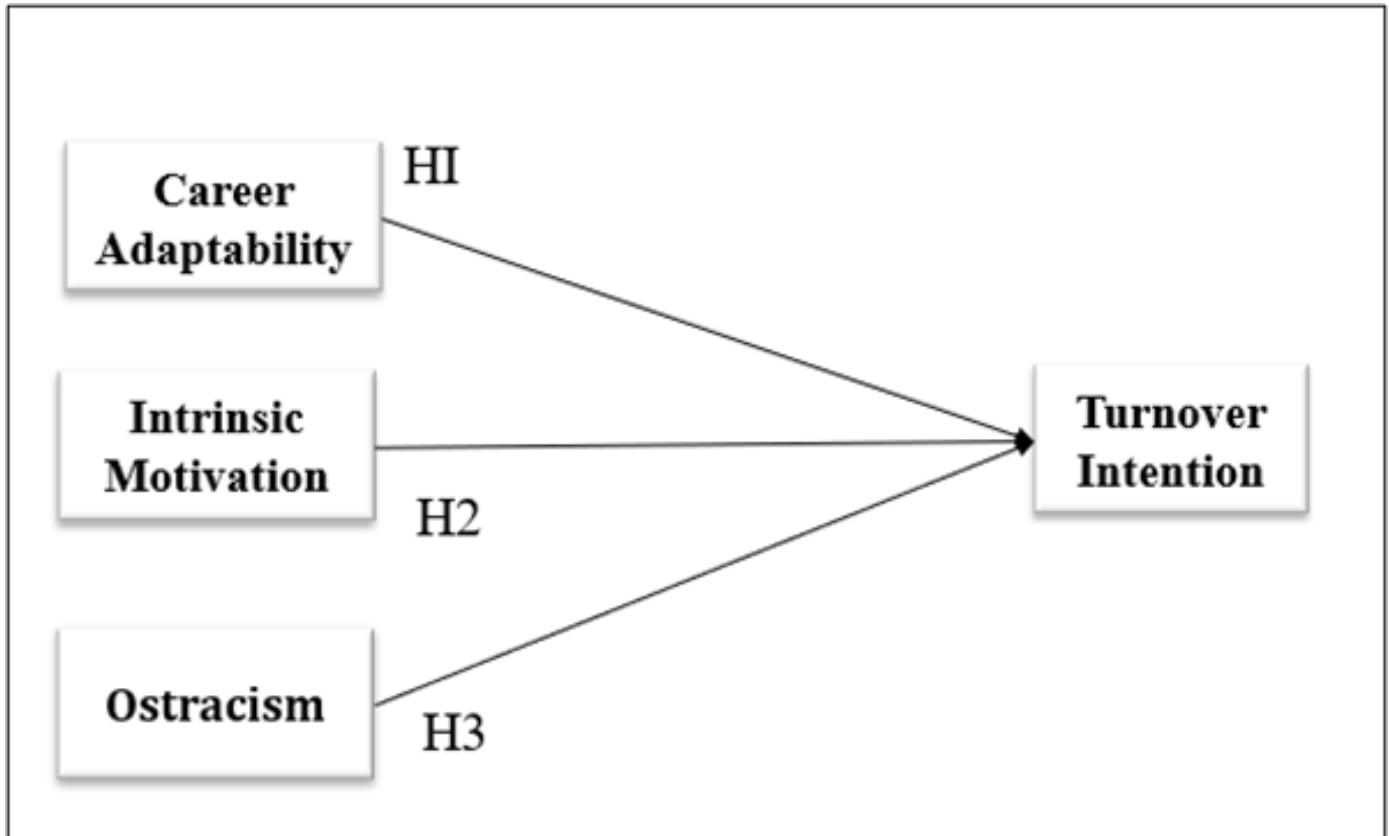 Career
Adaptability
HI
Intrinsic
Motivation
H2
Turnover
Intention
Ostracism
H3